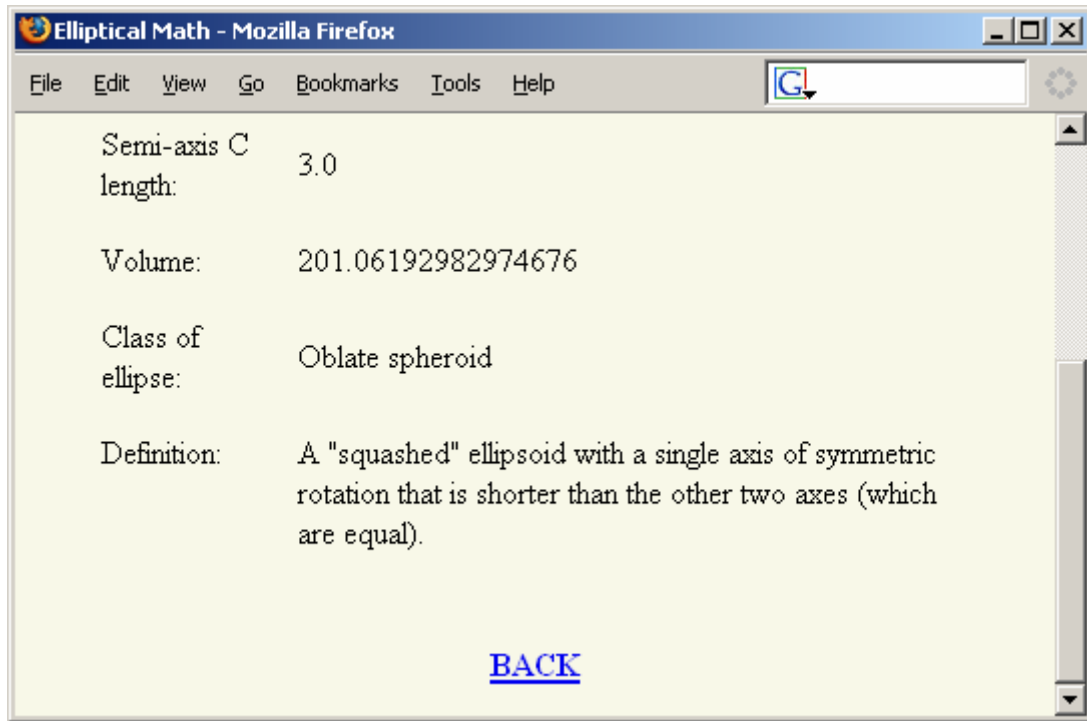 Elliptical Math - Mozilla Firefox
File Edit View Go Bookmarks Tools Help
G
Semi-axis C
length:
3.0
Volume: 201.06192982974676
Class of
ellipse:
Oblate spheroid
Definition: A "squashed" ellipsoid with a single axis of symmetric
rotation that is shorter than the other two axes (which
are equal).
BACK